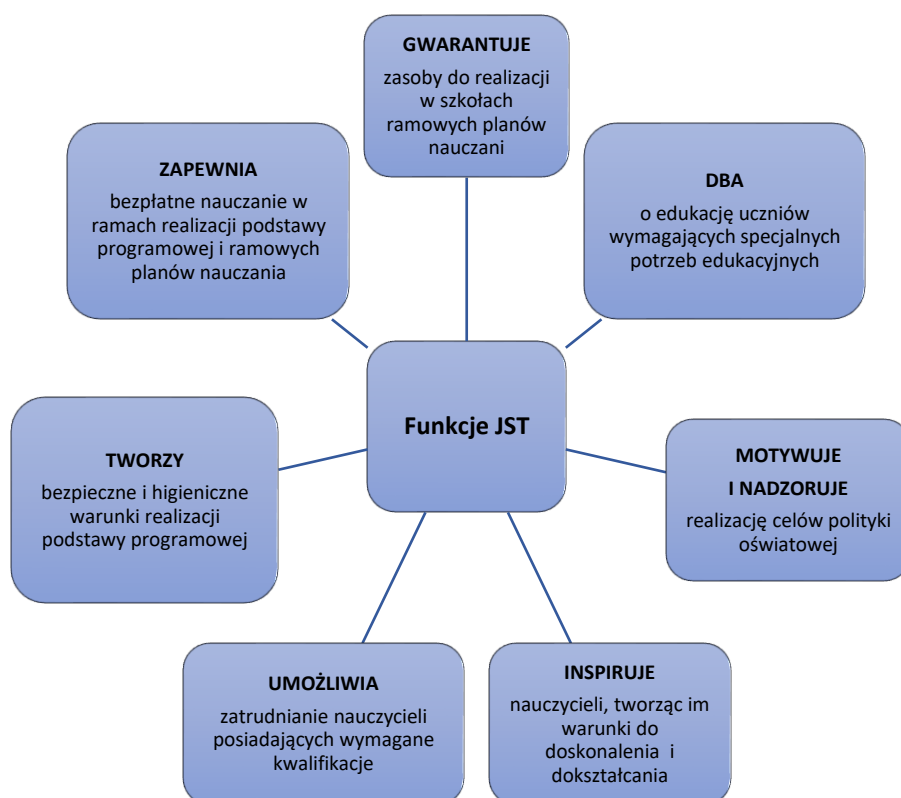 GWARANTUJE
zasoby do realizacji
w szkołach
ramowych planów
nauczani
ZAPEWNIA
bezpłatne nauczanie w
ramach realizacji podstawy
programowej i ramowych
planów nauczania
DBA
o edukację uczniów
wymagających specjalnych
potrzeb edukacyjnych
Funkcje JST
TWORZY
bezpieczne i higieniczne
warunki realizacji
podstawy programowej
MOTYWUJE
I NADZORUJE
realizację celów polityki
oświatowej
UMOŻLIWIA
zatrudnianie nauczycieli
posiadających wymagane
kwalifikacje
INSPIRUJE
nauczycieli, tworząc im
warunki do
doskonalenia i
dokształcania